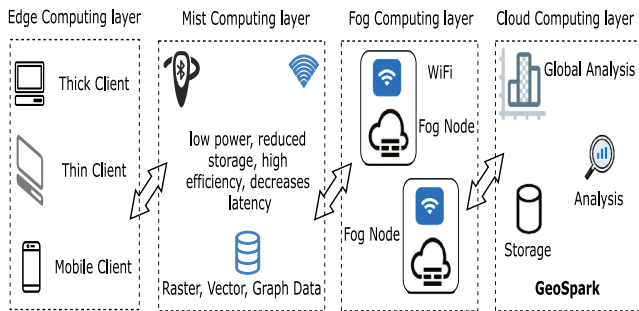 Edge Computing layer
Mist Computing layer
Fog Computing layer
Cloud Computing layer
Thick Client
Thin Client
Mobile Client
low power, reduced
storage, high
efficiency, decreases
latency
Raster, Vector, Graph Data
WiFi
Fog Node
Fog Node
Global Analysis
Analysis
Storage
GeoSpark